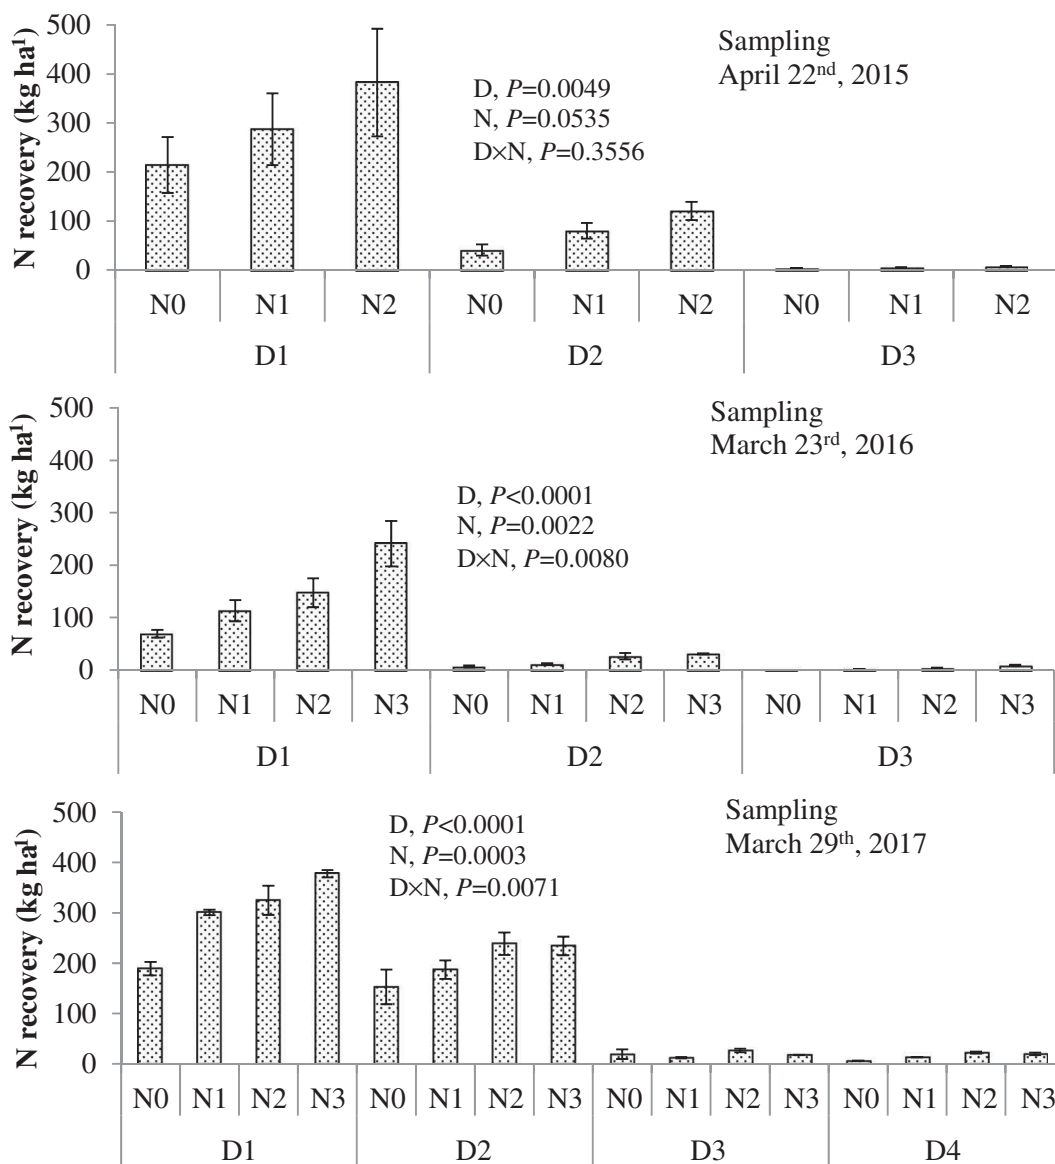 500
400
300
200
100
0
N recovery (kg ha¹)
Sampling
April 22nd, 2015
D, P=0.0049
N, P=0.0535
D×N, P=0.3556
N0 N1 N2 N0 N1 N2 N0 N1 N2
D1 D2 D3
500
400
300
200
100
0
N recovery (kg ha¹)
Sampling
March 23rd, 2016
D, P<0.0001
N, P=0.0022
D×N, P=0.0080
N0 N1 N2 N3 N0 N1 N2 N3 N0 N1 N2 N3
D1 D2 D3
500
400
300
200
100
0
N recovery (kg ha¹)
Sampling
March 29th, 2017
D, P<0.0001
N, P=0.0003
D×N, P=0.0071
N0 N1 N2 N3 N0 N1 N2 N3 N0 N1 N2 N3 N0 N1 N2 N3
D1 D2 D3 D4